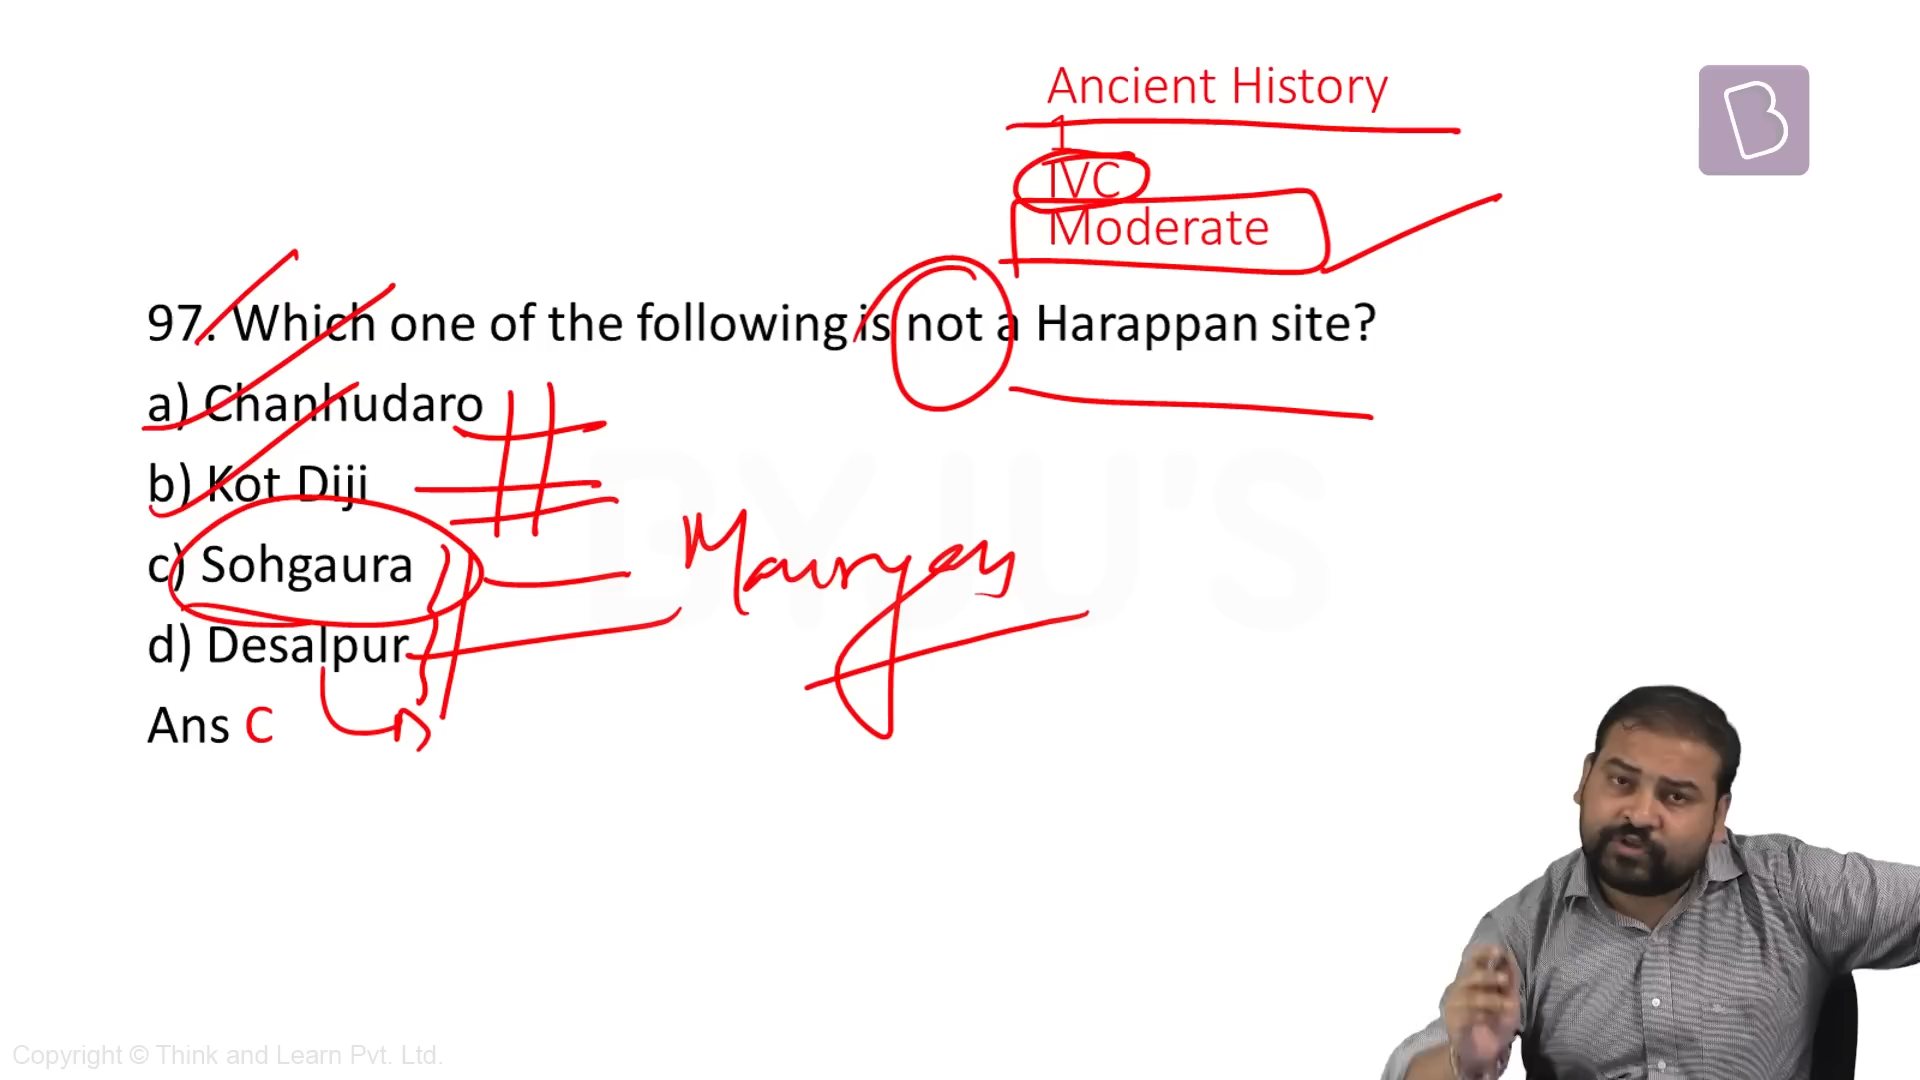 Ancient History
IVC
Moderate
97. Which one of the following is not a Harappan site?
a) Chanhudaro
b) Kot Diji
c) Sohgaura
d) Desalpur
Ans C
BYJU'S
Copyright © Think and Learn Pvt. Ltd.